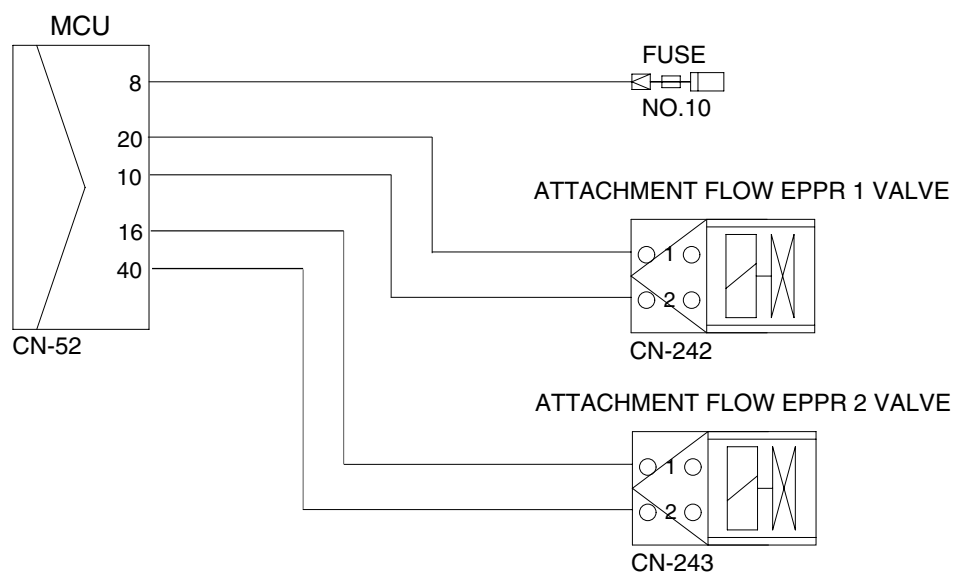 MCU
FUSE
8
NO.10
20
10
ATTACHMENT FLOW EPPR 1 VALVE
16
1
40
2
CN-52
CN-242
ATTACHMENT FLOW EPPR 2 VALVE
1
2
CN-243